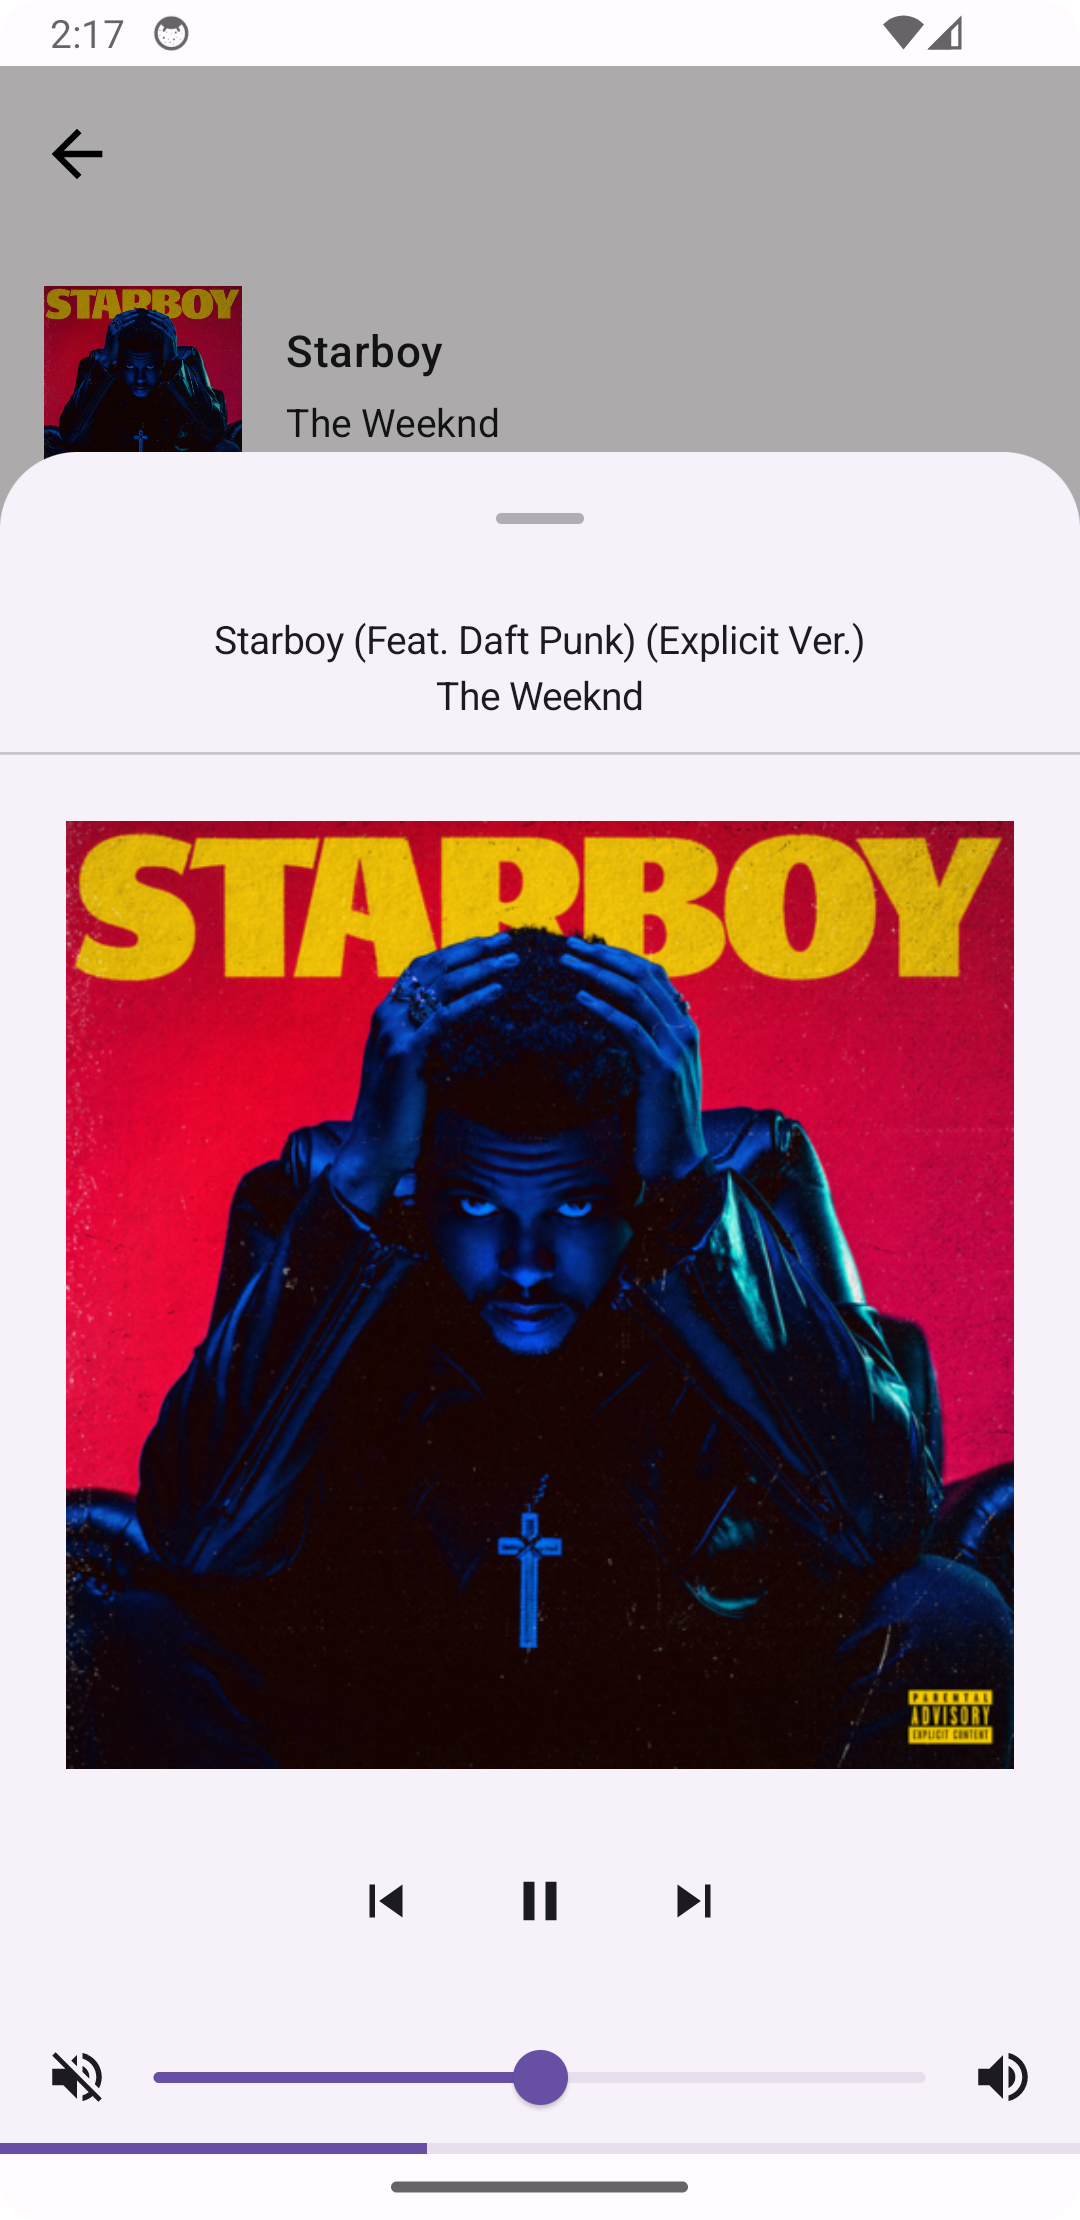 2:17
STARBOY
Starboy
The Weeknd
Starboy (Feat. Daft Punk) (Explicit Ver.)
The Weeknd
STARBOY
PARENTAL
ADVISORY
EXPLICIT CONTENT